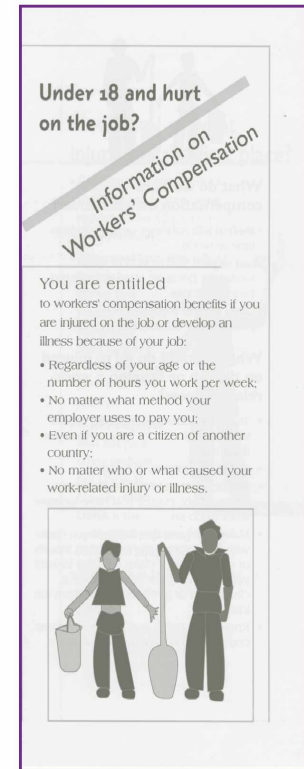 Under 18 and hurt
on the job?
Information on
Workers' Compensation
You are entitled
to workers' compensation benefits if you
are injured on the job or develop an
illness because of your job:
• Regardless of your age or the
number of hours you work per week;
• No matter what method your
employer uses to pay you;
• Even if you are a citizen of another
country;
• No matter who or what caused your
work-related injury or illness.